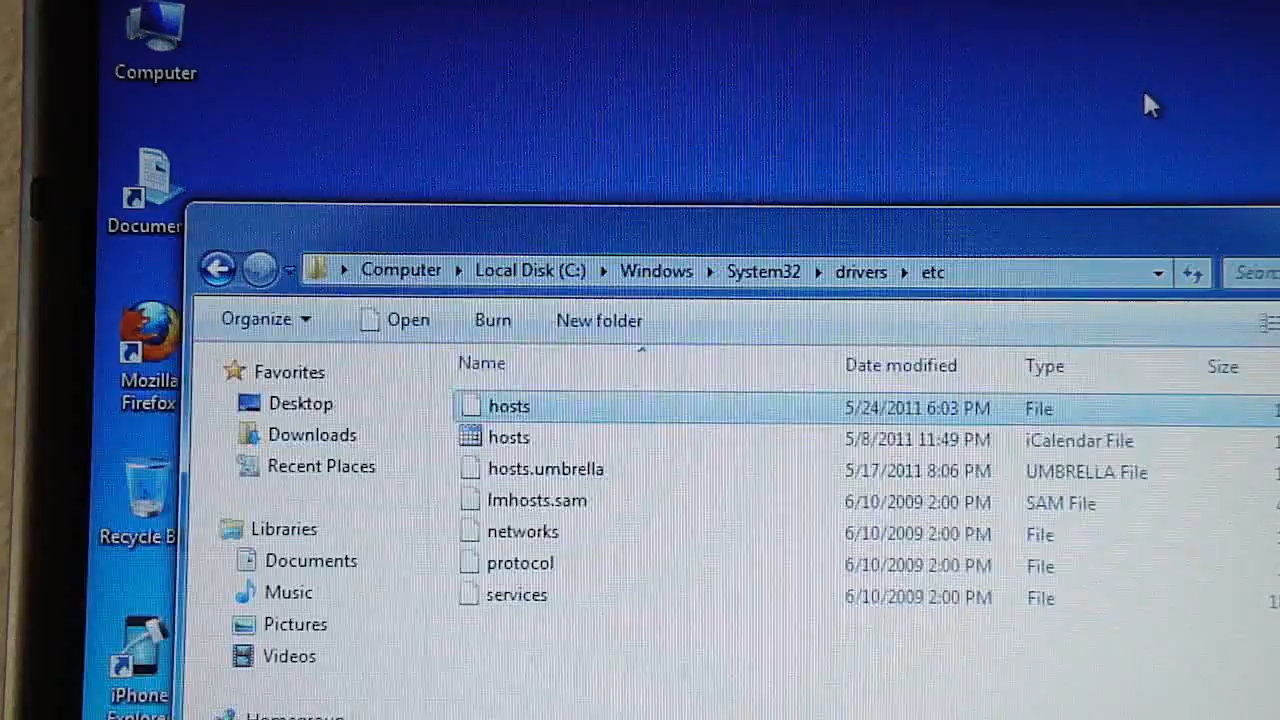 Computer
Documen
Mozilla
Firefox
Recycle B
iPhone
Explorer
Computer Local Disk (C:) Windows System32 drivers etc
Organize Open Burn New folder
Name Date modified Type Size
Favorites
Desktop
Downloads
Recent Places
Libraries
Documents
Music
Pictures
Videos
Homegroup
hosts 5/24/2011 6:03 PM File
hosts 5/8/2011 11:49 PM iCalendar File
hosts.umbrella 5/17/2011 8:06 PM UMBRELLA File
lmhosts.sam 6/10/2009 2:00 PM SAM File
networks 6/10/2009 2:00 PM File
protocol 6/10/2009 2:00 PM File
services 6/10/2009 2:00 PM File